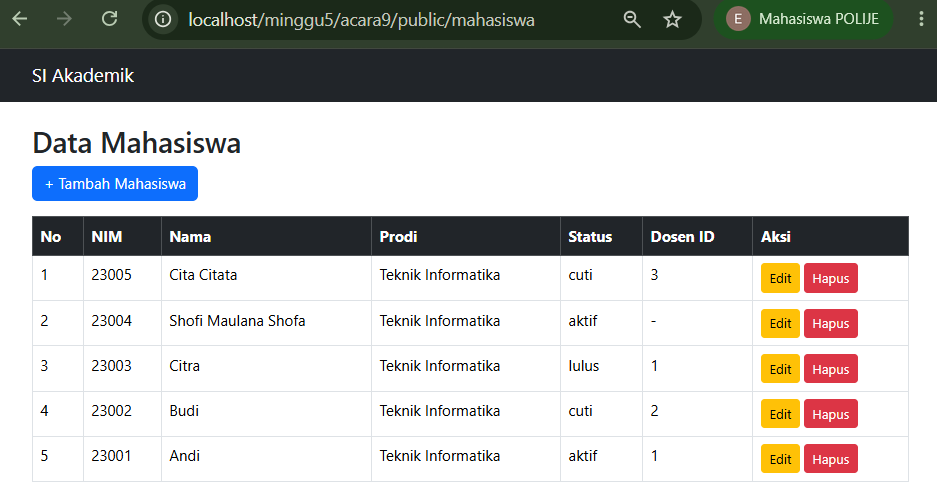 localhost/minggu5/acara9/public/mahasiswa E Mahasiswa POLIJE
SI Akademik
Data Mahasiswa
+ Tambah Mahasiswa
No NIM Nama Prodi Status Dosen ID Aksi
1 23005 Cita Citata Teknik Informatika cuti 3 Edit Hapus
2 23004 Shofi Maulana Shofa Teknik Informatika aktif - Edit Hapus
3 23003 Citra Teknik Informatika lulus 1 Edit Hapus
4 23002 Budi Teknik Informatika cuti 2 Edit Hapus
5 23001 Andi Teknik Informatika aktif 1 Edit Hapus